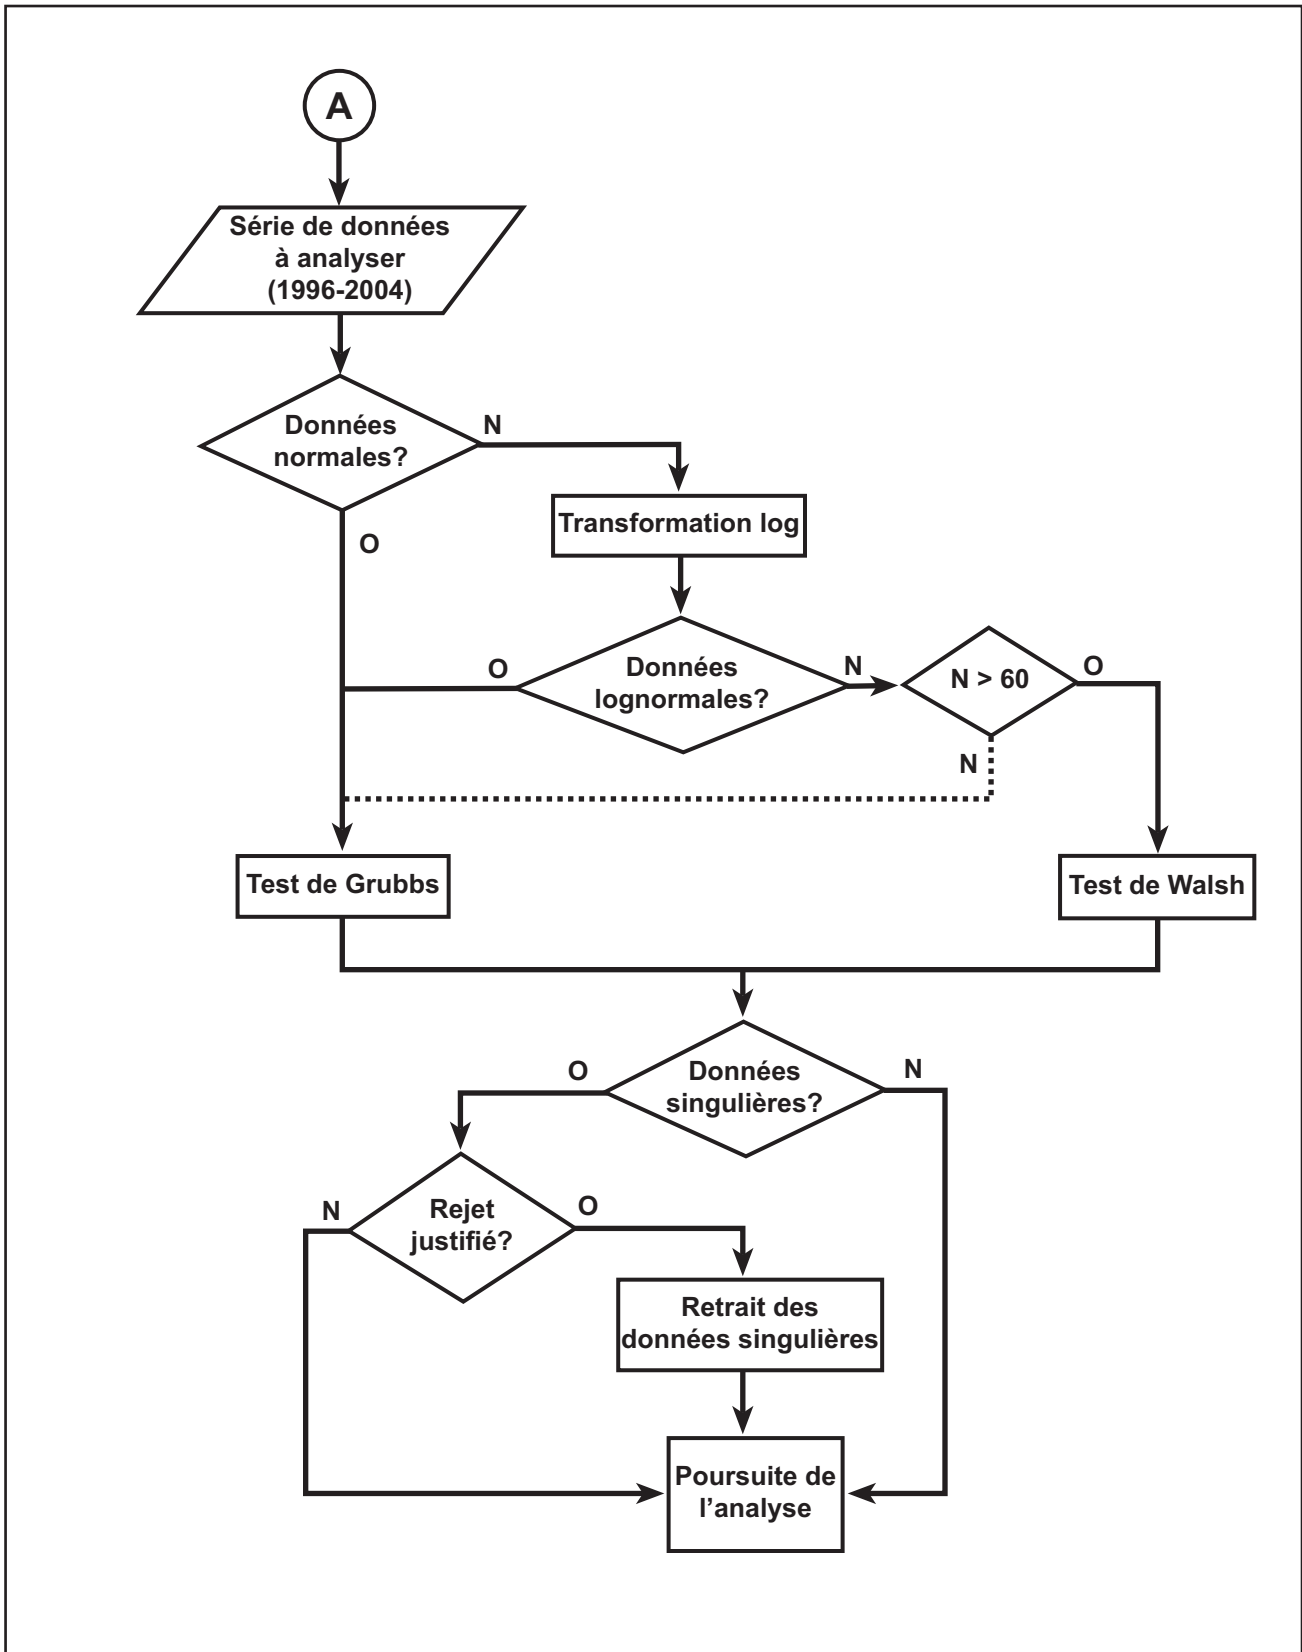 A
Série de données
à analyser
(1996-2004)
Données
normales?
N
O
Transformation log
O
Données
lognormales?
N
N > 60
O
N
Test de Grubbs
Test de Walsh
O
Données
singulières?
N
N
Rejet
justifié?
O
Retrait des
données singulières
Poursuite de
l'analyse